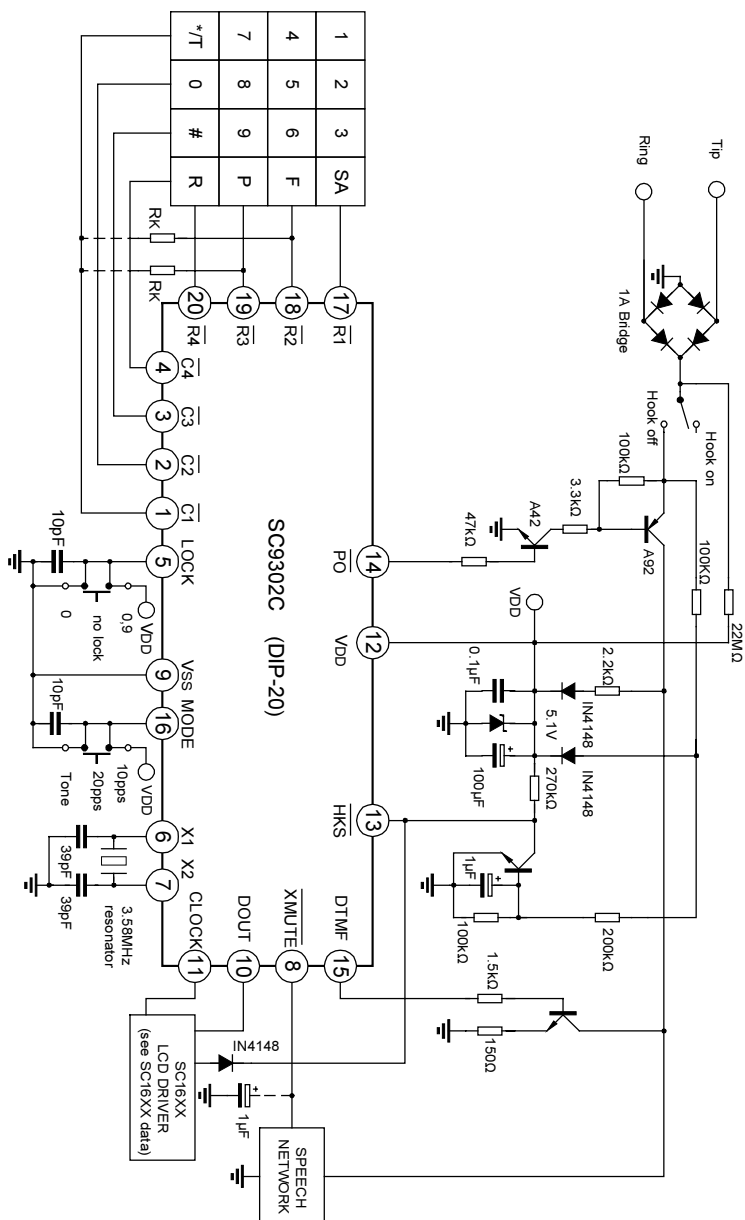 Tip
Ring
1A Bridge
Hook on
Hook off
100kΩ
3.3kΩ
A92
A42
47kΩ
100KΩ
22MΩ
VDD
2.2kΩ
IN4148
IN4148
0.1μF
5.1V
100μF
270kΩ
1μF
+
+
100kΩ
200kΩ
1.5kΩ
150Ω
1 2 3 SA
4 5 6 F
7 8 9 P
*/T 0 # R
RK
RK
17 18 19 20
R1 R2 R3 R4
4 3 2 1
C4 C3 C2 C1
14 12 13
PO VDD HKS
SC9302C (DIP-20)
5 9 16 6 7
LOCK VSS MODE X1 X2
CLOCK DOUT XMUTE DTMF
11 10 8 15
10pF
VDD
0,9
no lock
0
10pF
VDD
10pps
20pps
Tone
39pF
39pF
3.58MHz
resonator
SC16XX
LCD DRIVER
(see SC16XX data)
IN4148
+
1μF
SPEECH
NETWORK